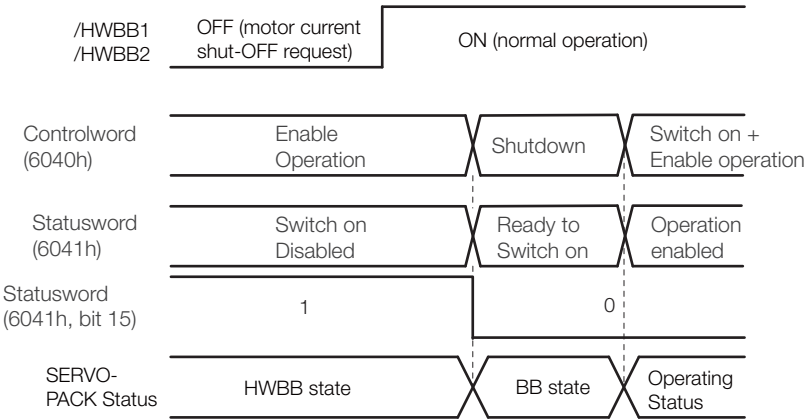 /HWBB1
/HWBB2
OFF (motor current
shut-OFF request)
ON (normal operation)
Controlword
(6040h)
Enable
Operation
Shutdown
Switch on +
Enable operation
Statusword
(6041h)
Switch on
Disabled
Ready to
Switch on
Operation
enabled
Statusword
(6041h, bit 15)
1
0
SERVO-
PACK Status
HWBB state
BB state
Operating
Status